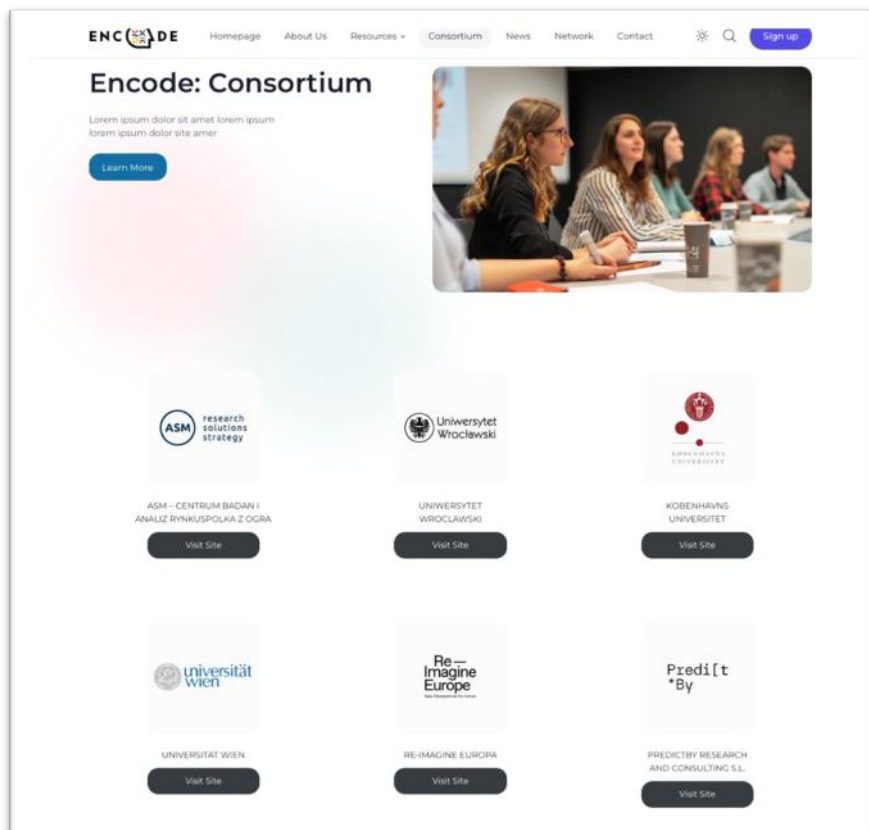 ENCODE Homepage About Us Resources Consortium News Network Contact Sign up
Encode: Consortium
Lorem ipsum dolor sit amet lorem ipsum
lorem ipsum dolor site amer
Learn More
ASM research
solutions
strategy
Uniwersytet
Wrocławski
KØBENHAVNS
UNIVERSITET
ASM – CENTRUM BADAN I
ANALIZ RYNKUSPOLKA Z OGRA
UNIWERSYTET
WROCLAWSKI
KOBENHAVNS
UNIVERSITET
Visit Site
Visit Site
Visit Site
universität
wien
Re—
Imagine
Europe
Predi[t
*By
UNIVERSITAT WIEN
RE-IMAGINE EUROPA
PREDICTBY RESEARCH
AND CONSULTING S.L.
Visit Site
Visit Site
Visit Site